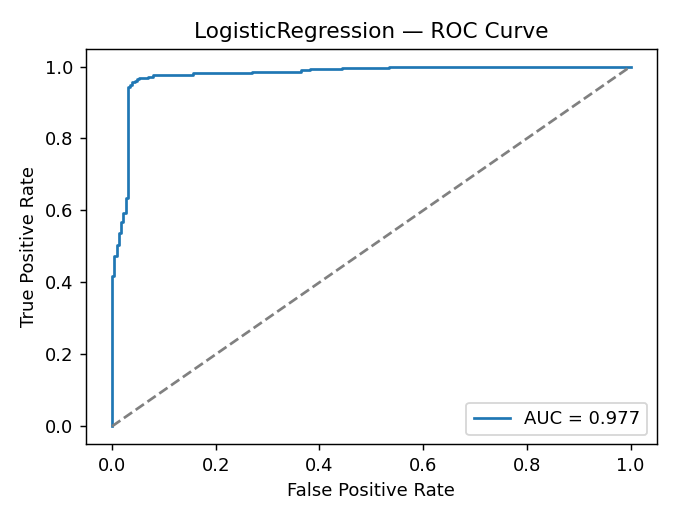 LogisticRegression — ROC Curve
1.0
0.8
0.6
0.4
0.2
0.0
True Positive Rate
AUC = 0.977
0.0 0.2 0.4 0.6 0.8 1.0
False Positive Rate